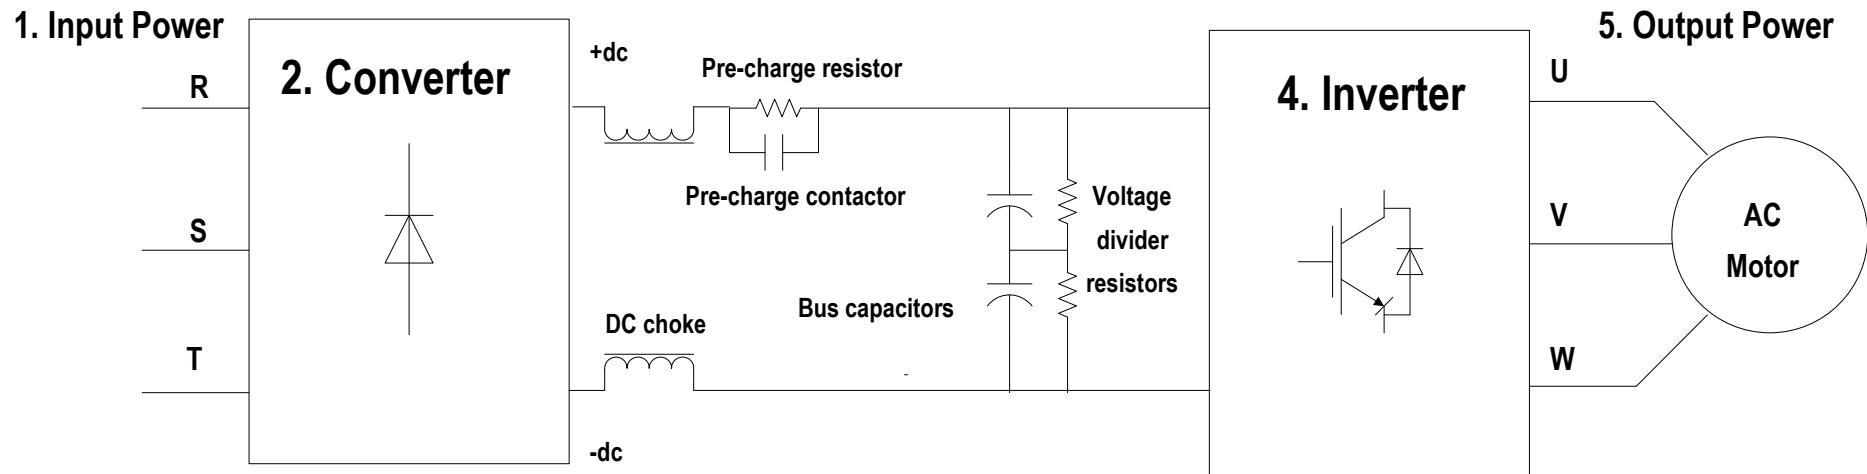 1. Input Power
5. Output Power
2. Converter
4. Inverter
R
S
T
+dc
-dc
Pre-charge resistor
Pre-charge contactor
DC choke
Bus capacitors
Voltage
divider
resistors
U
V
W
AC
Motor